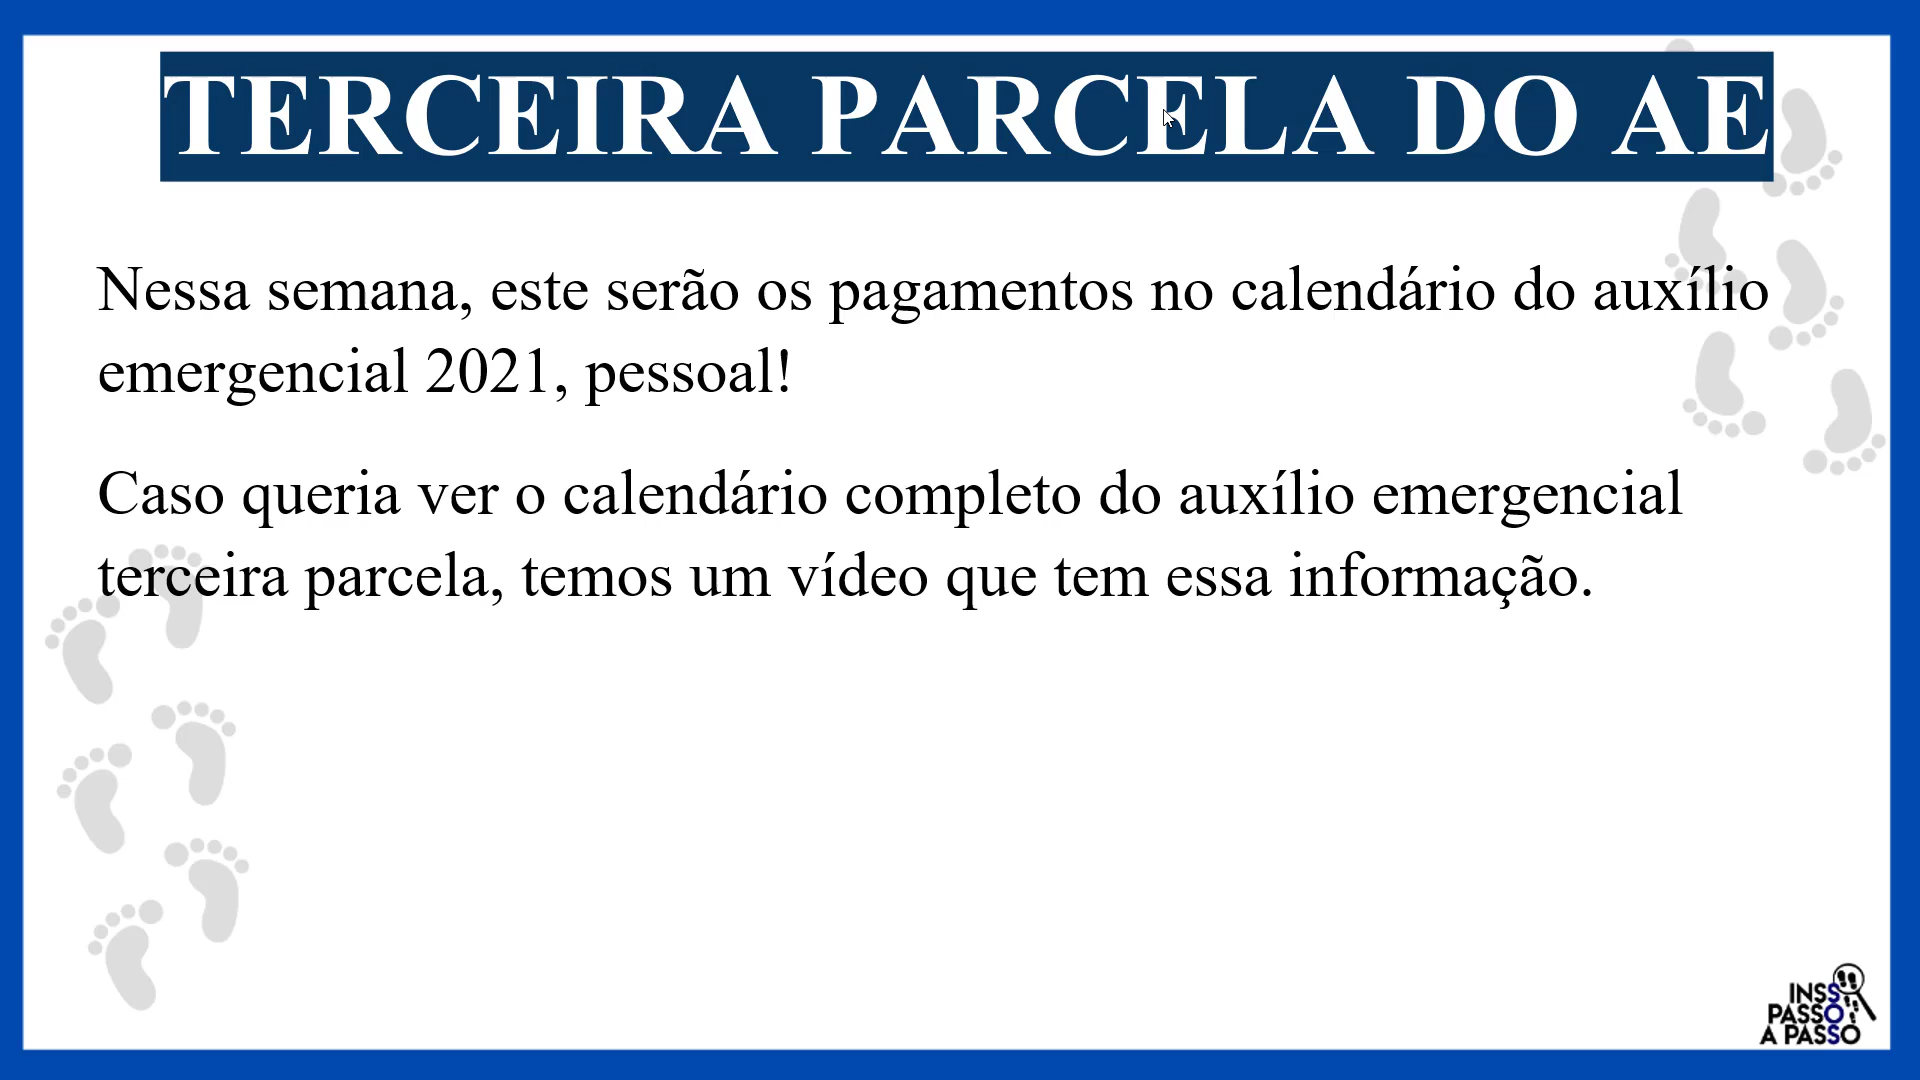 TERCEIRA PARCELA DO AE
Nessa semana, este serão os pagamentos no calendário do auxílio
emergencial 2021, pessoal!
Caso queria ver o calendário completo do auxílio emergencial
terceira parcela, temos um vídeo que tem essa informação.
INSS
PASSO
A PASSO